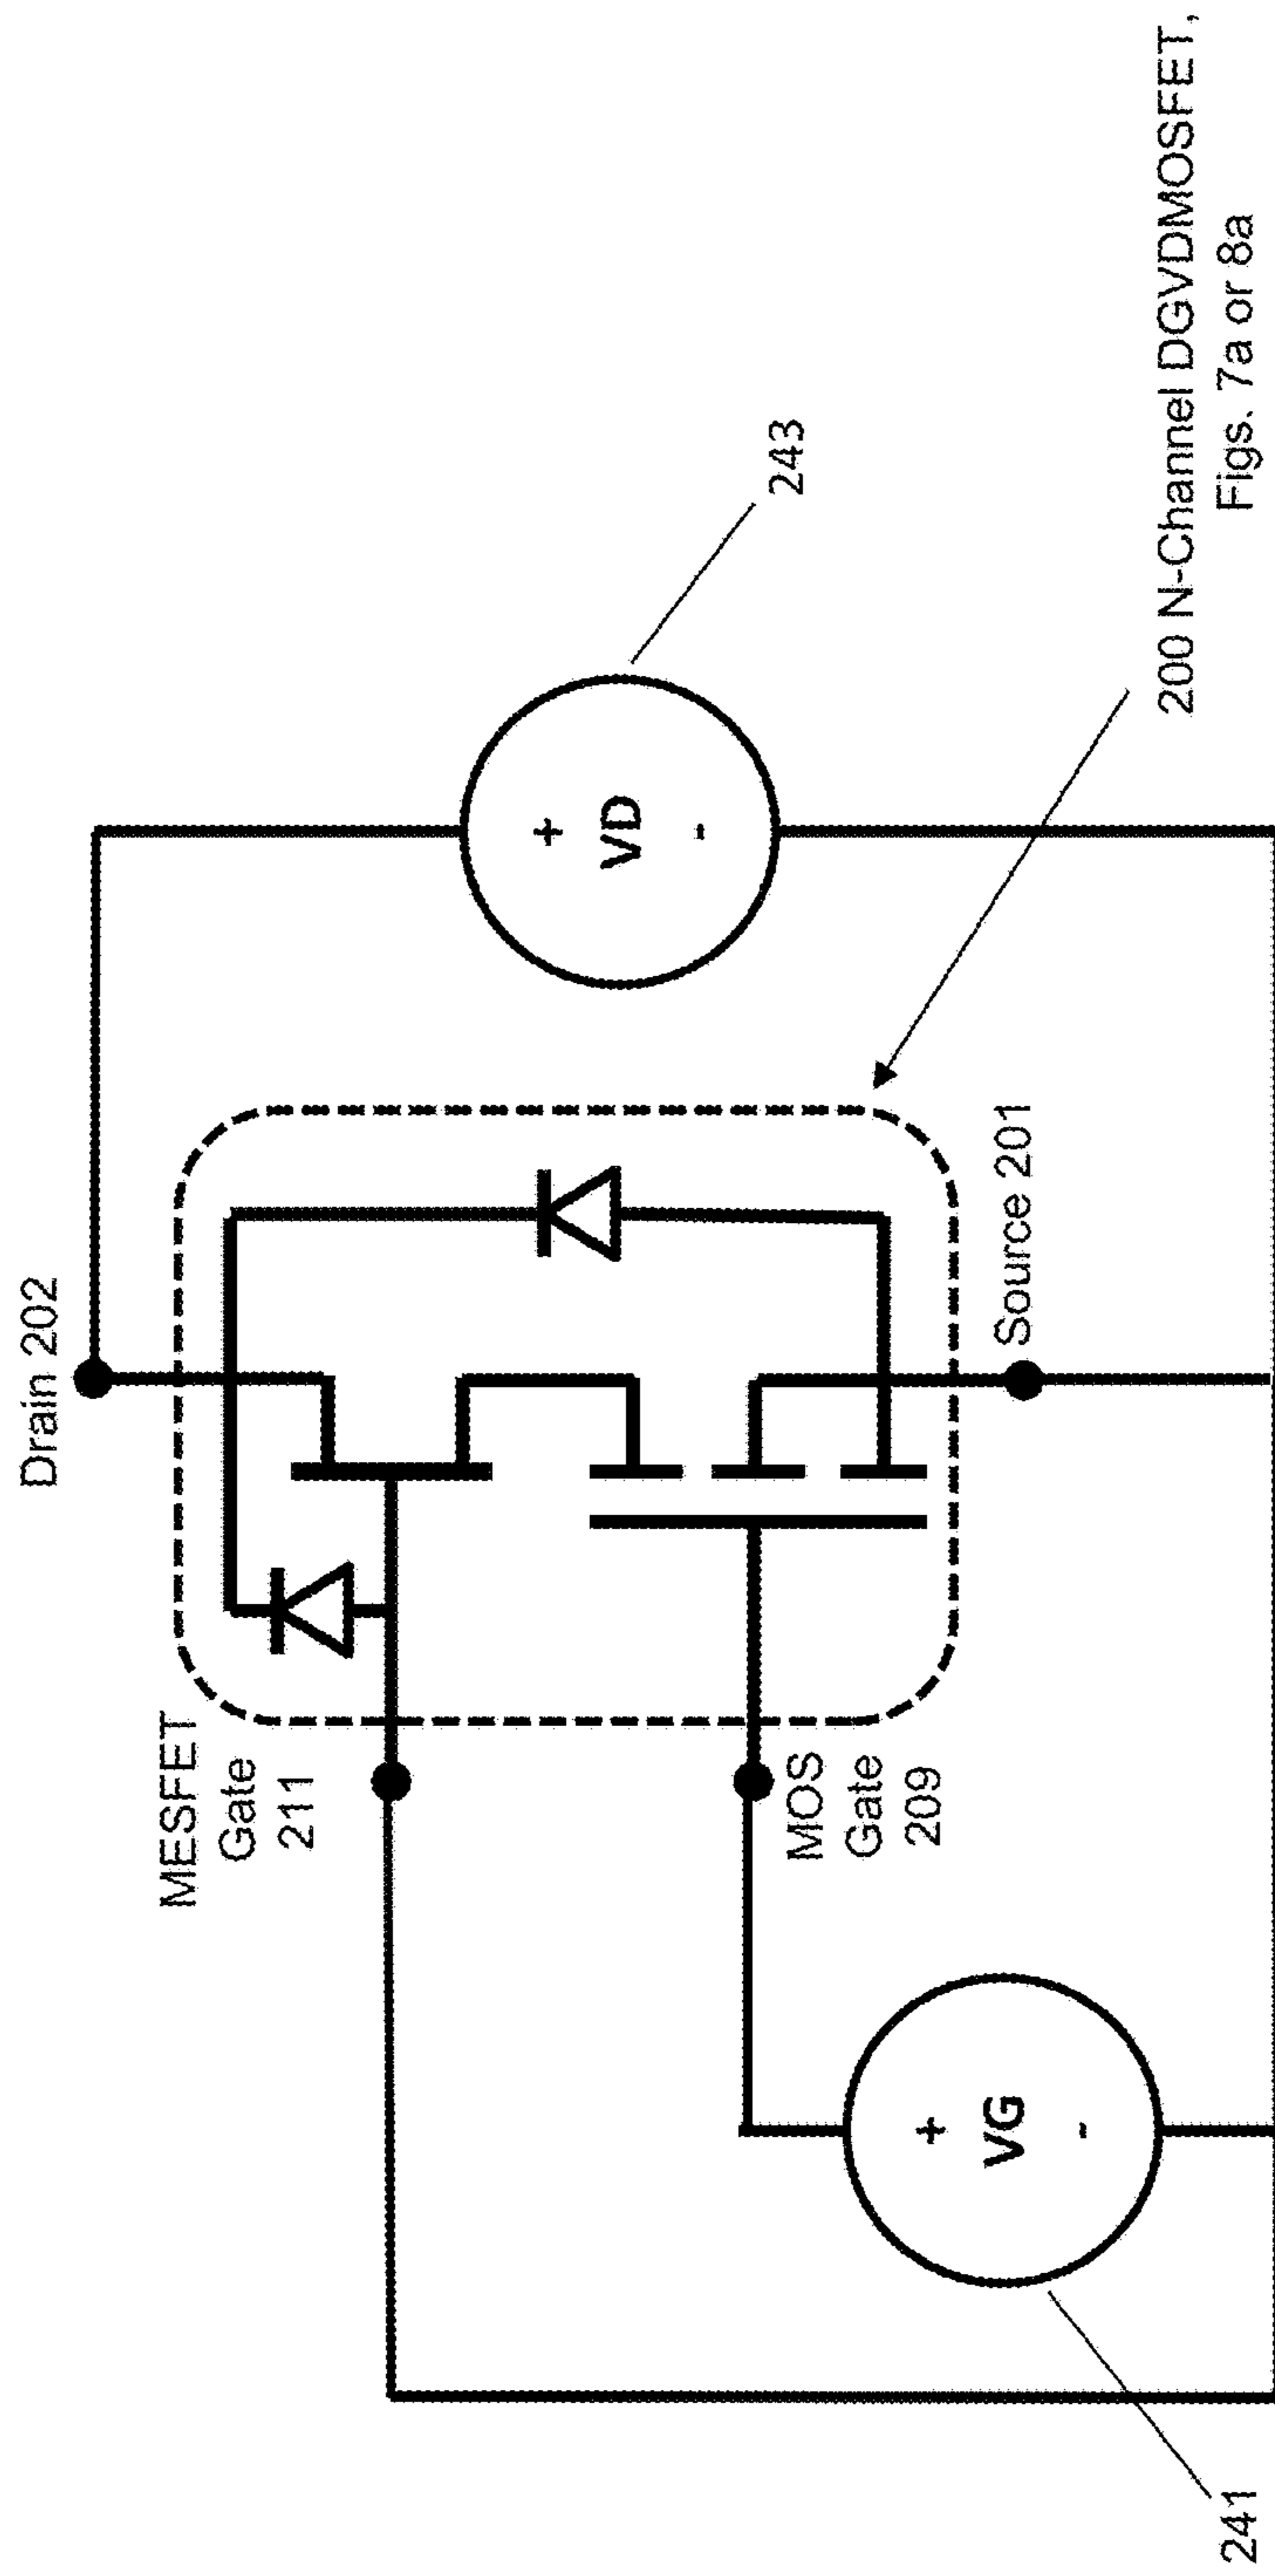 Drain 202
MESFET
Gate
211
MOS
Gate
209
Source 201
+
VG
-
+
VD
-
241
243
200 N-Channel DGVDMOSFET,
Figs. 7a or 8a